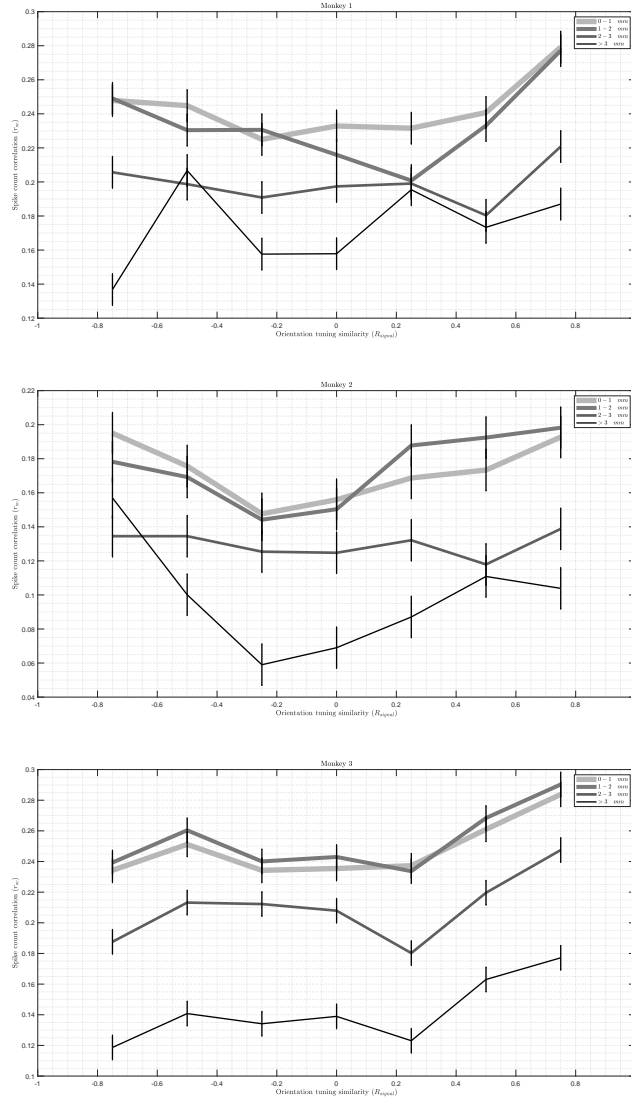 Monkey 1
0.3
0.28
0.26
0.24
0.22
0.2
0.18
0.16
0.14
0.12
Spike count correlation (r_sc)
-1 -0.8 -0.6 -0.4 -0.2 0 0.2 0.4 0.6 0.8
Orientation tuning similarity (R_signal)
0 − 1 mm
1 − 2 mm
2 − 3 mm
> 3 mm
Monkey 2
0.22
0.2
0.18
0.16
0.14
0.12
0.1
0.08
0.06
0.04
Spike count correlation (r_sc)
-1 -0.8 -0.6 -0.4 -0.2 0 0.2 0.4 0.6 0.8
Orientation tuning similarity (R_signal)
0 − 1 mm
1 − 2 mm
2 − 3 mm
> 3 mm
Monkey 3
0.3
0.28
0.26
0.24
0.22
0.2
0.18
0.16
0.14
0.12
0.1
Spike count correlation (r_sc)
-1 -0.8 -0.6 -0.4 -0.2 0 0.2 0.4 0.6 0.8
Orientation tuning similarity (R_signal)
0 − 1 mm
1 − 2 mm
2 − 3 mm
> 3 mm